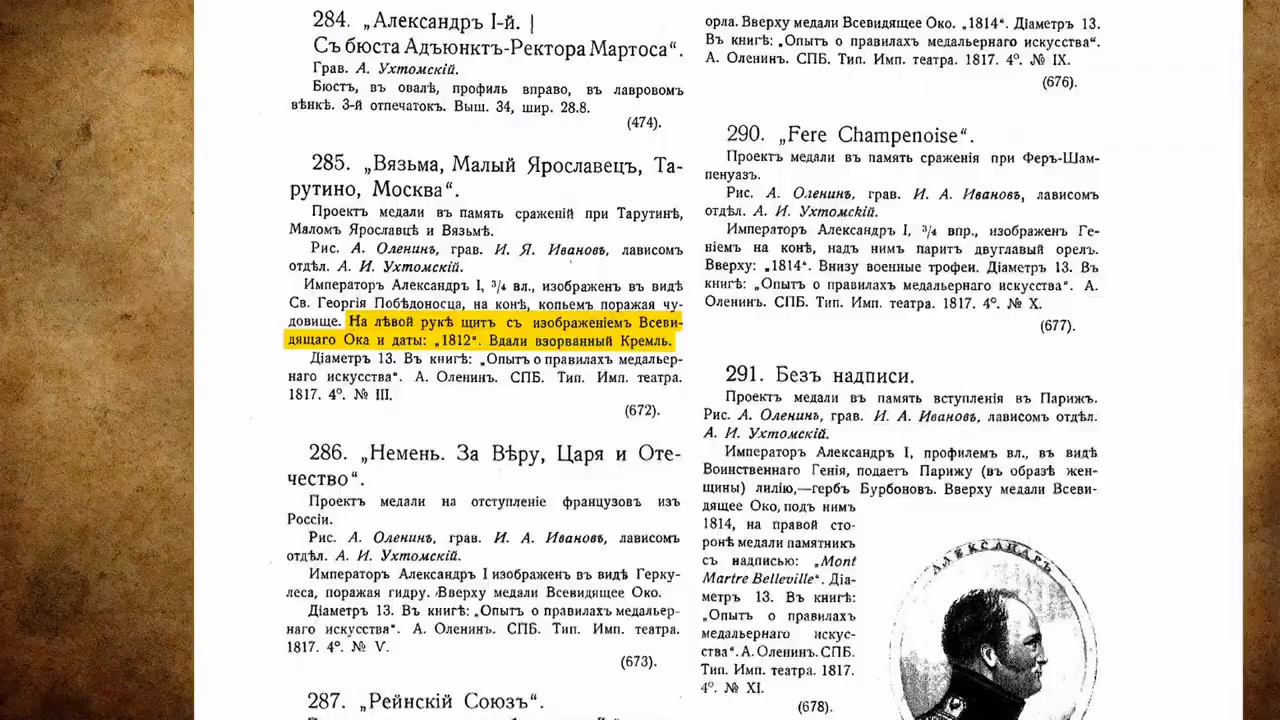 284. „Александръ I-й. |
Съ бюста Адъюнктъ-Ректора Мартоса“.
Грав. А. Ухтомскій.
Бюстъ, въ овалѣ, профиль вправо, въ лавровомъ
вѣнкѣ. 3-й отпечатокъ. Выш. 34, шир. 28.8.
(474).
285. „Вязьма, Малый Ярославецъ, Та-
рутино, Москва“.
Проектъ медали въ память сраженій при Тарутинѣ,
Маломъ Ярославцѣ и Вязьмѣ.
Рис. А. Оленинъ, грав. И. Я. Ивановъ, лависомъ
отдѣл. А. И. Ухтомскій.
Императоръ Александръ I, ³/₄ вл., изображенъ въ видѣ
Св. Георгія Побѣдоносца, на конѣ, копьемъ поражая чу-
довище. На лѣвой рукѣ щитъ съ изображеніемъ Всеви-
дящаго Ока и даты: „1812“. Вдали взорванный Кремль.
Діаметръ 13. Въ книгѣ: „Опытъ о правилахъ медальер-
наго искусства“. А. Оленинъ. СПБ. Тип. Имп. театра.
1817. 4°. № III.
(672).
286. „Немень. За Вѣру, Царя и Оте-
чество“.
Проектъ медали на отступленіе французовъ изъ
Россіи.
Рис. А. Оленинъ, грав. И. А. Ивановъ, лависомъ
отдѣл. А. И. Ухтомскій.
Императоръ Александръ I изображенъ въ видѣ Герку-
леса, поражая гидру. Вверху медали Всевидящее Око.
Діаметръ 13. Въ книгѣ: „Опытъ о правилахъ медальер-
наго искусства“. А. Оленинъ. СПБ. Тип. Имп. театра.
1817. 4°. № V.
(673).
287. „Рейнскій Союзъ“.
орла. Вверху медали Всевидящее Око. „1814“. Діаметръ 13.
Въ книгѣ: „Опытъ о правилахъ медальернаго искусства“.
А. Оленинъ. СПБ. Тип. Имп. театра. 1817. 4°. № IX.
(676).
290. „Fere Champenoise“.
Проектъ медали въ память сраженія при Феръ-Шам-
пенуазъ.
Рис. А. Оленинъ, грав. И. А. Ивановъ, лависомъ
отдѣл. А. И. Ухтомскій.
Императоръ Александръ I, ³/₄ впр., изображенъ Ге-
ніемъ на конѣ, надъ нимъ паритъ двуглавый орелъ.
Вверху: „1814“. Внизу военные трофеи. Діаметръ 13. Въ
книгѣ: „Опытъ о правилахъ медальернаго искусства“. А.
Оленинъ. СПБ. Тип. Имп. театра. 1817. 4°. № X.
(677).
291. Безъ надписи.
Проектъ медали въ память вступленія въ Парижъ.
Рис. А. Оленинъ, грав. И. А. Ивановъ, лависомъ отдѣл.
А. И. Ухтомскій.
Императоръ Александръ I, профилемъ вл., въ видѣ
Воинственнаго Генія, подаетъ Парижу (въ образѣ жен-
щины) лилію,—гербъ Бурбоновъ. Вверху медали Всеви-
дящее Око, подъ нимъ
1814, на правой сто-
ронѣ медали памятникъ
съ надписью: „Mont
Martre Belleville“. Діа-
метръ 13. Въ книгѣ:
„Опытъ о правилахъ
медальернаго искус-
ства“. А. Оленинъ. СПБ.
Тип. Имп. театра. 1817.
4°. № XI.
(678).
АЛЕКСАНДРЪ